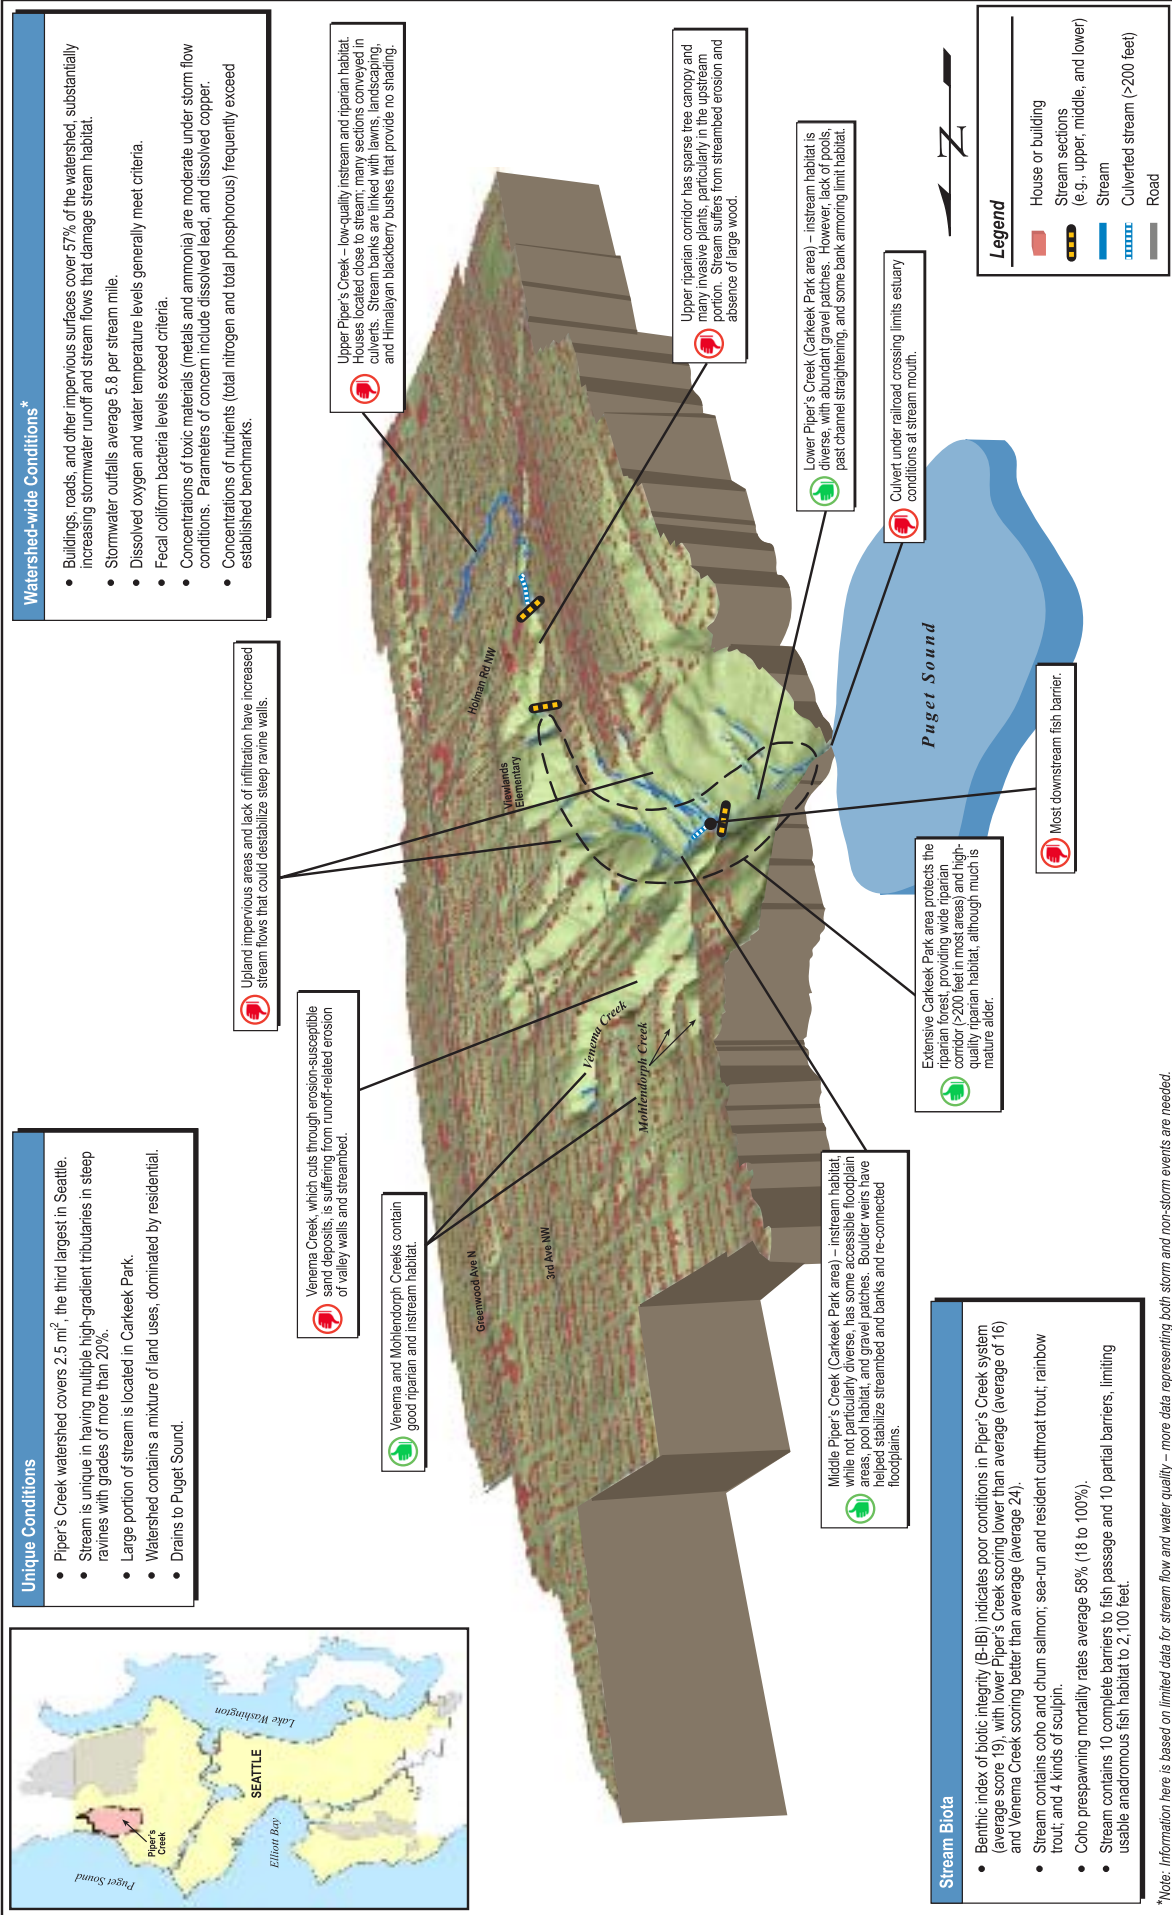 Unique Conditions
• Piper's Creek watershed covers 2.5 mi², the third largest in Seattle.
• Stream is unique in having multiple high-gradient tributaries in steep
ravines with grades of more than 20%.
• Large portion of stream is located in Carkeek Park.
• Watershed contains a mixture of land uses, dominated by residential.
• Drains to Puget Sound.
Watershed-wide Conditions*
• Buildings, roads, and other impervious surfaces cover 57% of the watershed, substantially
increasing stormwater runoff and stream flows that damage stream habitat.
• Stormwater outfalls average 5.8 per stream mile.
• Dissolved oxygen and water temperature levels generally meet criteria.
• Fecal coliform bacteria levels exceed criteria.
• Concentrations of toxic materials (metals and ammonia) are moderate under storm flow
conditions. Parameters of concern include dissolved lead, and dissolved copper.
• Concentrations of nutrients (total nitrogen and total phosphorous) frequently exceed
established benchmarks.
Puget Sound
Piper's
Creek
Elliott Bay
SEATTLE
Lake Washington
Upland impervious areas and lack of infiltration have increased
stream flows that could destabilize steep ravine walls.
Venema Creek, which cuts through erosion-susceptible
sand deposits, is suffering from runoff-related erosion
of valley walls and streambed.
Venema and Mohlendorph Creeks contain
good riparian and instream habitat.
Upper Piper's Creek – low-quality instream and riparian habitat.
Houses located close to stream; many sections conveyed in
culverts. Stream banks are linked with lawns, landscaping,
and Himalayan blackberry bushes that provide no shading.
Upper riparian corridor has sparse tree canopy and
many invasive plants, particularly in the upstream
portion. Stream suffers from streambed erosion and
absence of large wood.
Lower Piper's Creek (Carkeek Park area) – instream habitat is
diverse, with abundant gravel patches. However, lack of pools,
past channel straightening, and some bank armoring limit habitat.
Culvert under railroad crossing limits estuary
conditions at stream mouth.
Greenwood Ave N
3rd Ave NW
Mohlendorph Creek
Venema Creek
Viewlands
Elementary
Holman Rd NW
Puget Sound
Most downstream fish barrier.
Extensive Carkeek Park area protects the
riparian forest, providing wide riparian
corridor (>200 feet in most areas) and high-
quality riparian habitat, although much is
mature alder.
Middle Piper's Creek (Carkeek Park area) – instream habitat,
while not particularly diverse, has some accessible floodplain
areas, pool habitat, and gravel patches. Boulder weirs have
helped stabilize streambed and banks and re-connected
floodplains.
N
Legend
House or building
Stream sections
(e.g., upper, middle, and lower)
Stream
Culverted stream (>200 feet)
Road
Stream Biota
• Benthic index of biotic integrity (B-IBI) indicates poor conditions in Piper's Creek system
(average score 19), with lower Piper's Creek scoring lower than average (average of 16)
and Venema Creek scoring better than average (average 24).
• Stream contains coho and chum salmon; sea-run and resident cutthroat trout; rainbow
trout; and 4 kinds of sculpin.
• Coho prespawning mortality rates average 58% (18 to 100%).
• Stream contains 10 complete barriers to fish passage and 10 partial barriers, limiting
usable anadromous fish habitat to 2,100 feet.
*Note: Information here is based on limited data for stream flow and water quality – more data representing both storm and non-storm events are needed.